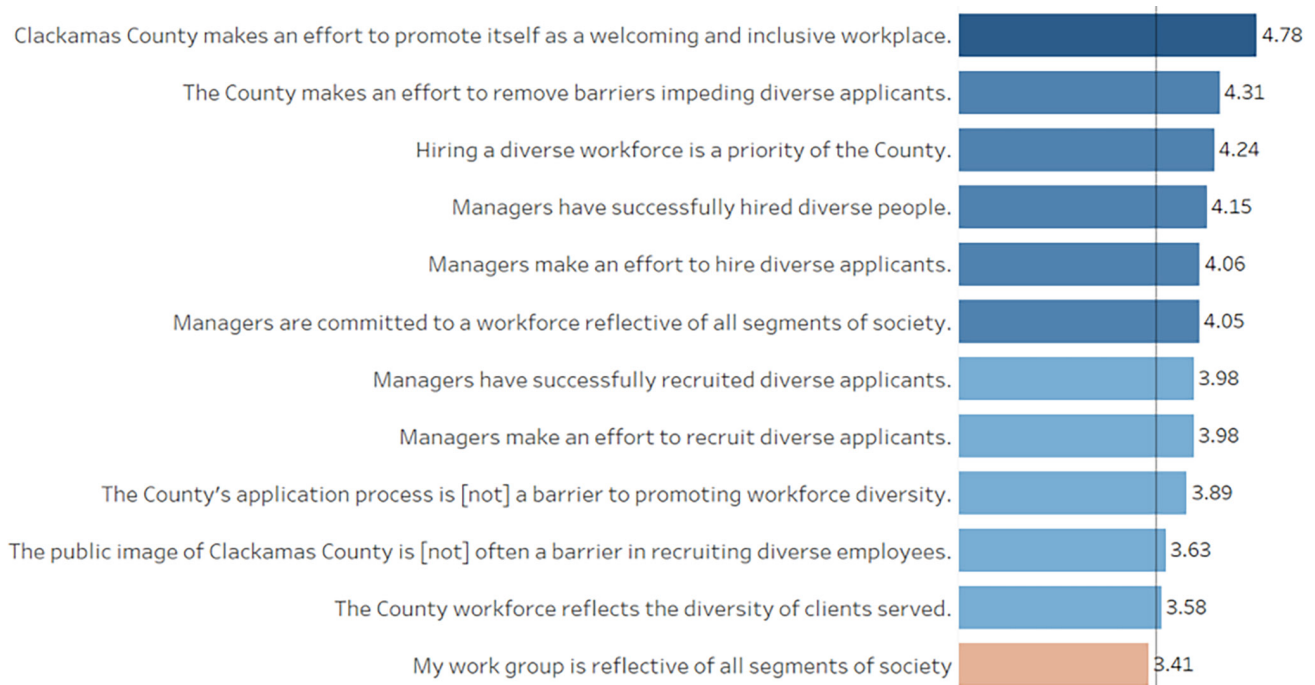 Clackamas County makes an effort to promote itself as a welcoming and inclusive workplace. 4.78
The County makes an effort to remove barriers impeding diverse applicants. 4.31
Hiring a diverse workforce is a priority of the County. 4.24
Managers have successfully hired diverse people. 4.15
Managers make an effort to hire diverse applicants. 4.06
Managers are committed to a workforce reflective of all segments of society. 4.05
Managers have successfully recruited diverse applicants. 3.98
Managers make an effort to recruit diverse applicants. 3.98
The County's application process is [not] a barrier to promoting workforce diversity. 3.89
The public image of Clackamas County is [not] often a barrier in recruiting diverse employees. 3.63
The County workforce reflects the diversity of clients served. 3.58
My work group is reflective of all segments of society 3.41